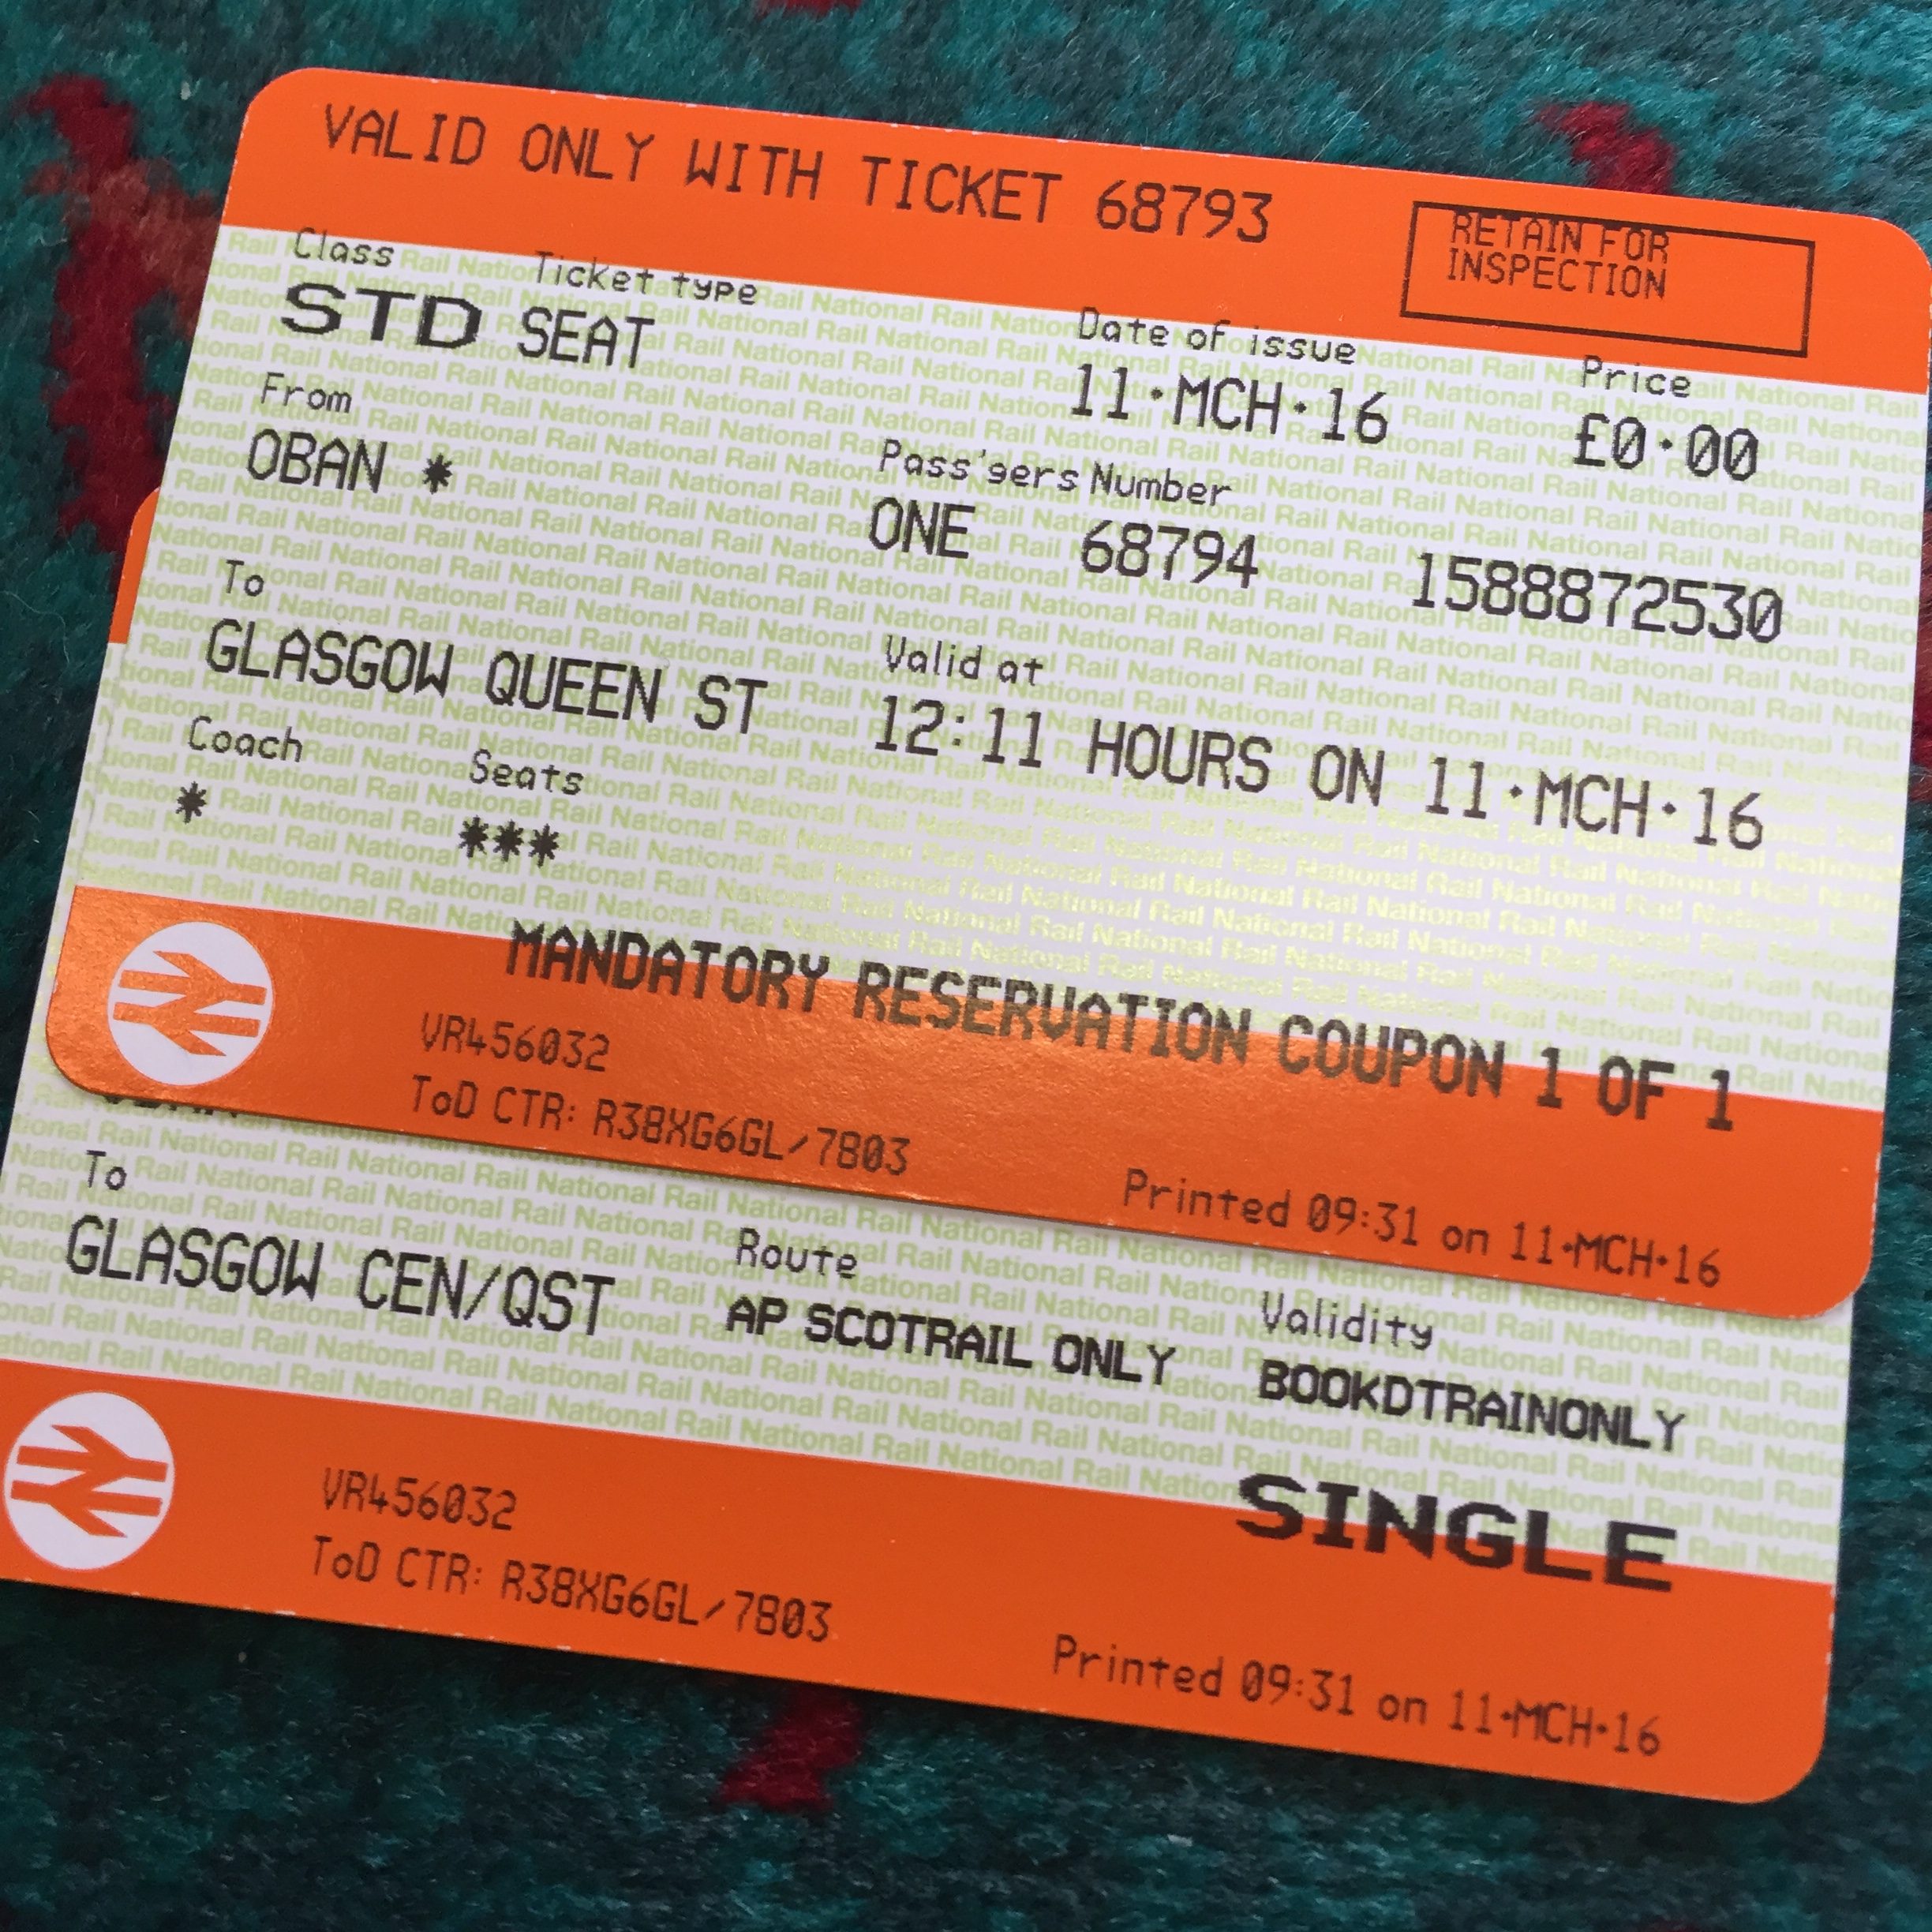 VALID ONLY WITH TICKET 68793
RETAIN FOR
INSPECTION
Class Ticket type Date of issue Price
STD SEAT 11·MCH·16 £0·00
From Pass'gers Number
OBAN * ONE 68794 1588872530
To Valid at
GLASGOW QUEEN ST 12:11 HOURS ON 11·MCH·16
Coach Seats
* ***
MANDATORY RESERVATION COUPON 1 OF 1
VR456032
ToD CTR: R38XG6GL/7803
Printed 09:31 on 11·MCH·16
To Route Validity
GLASGOW CEN/QST AP SCOTRAIL ONLY BOOKDTRAINONLY
SINGLE
VR456032
ToD CTR: R38XG6GL/7803
Printed 09:31 on 11·MCH·16